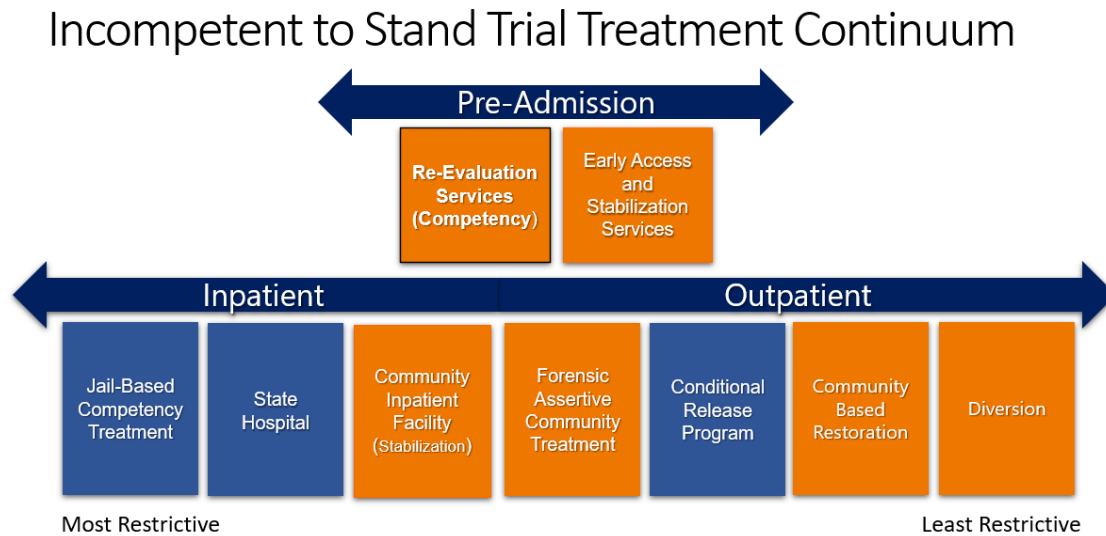 Incompetent to Stand Trial Treatment Continuum
Pre-Admission
Re-Evaluation
Services
(Competency)
Early Access
and
Stabilization
Services
Inpatient
Outpatient
Jail-Based
Competency
Treatment
State
Hospital
Community
Inpatient
Facility
(Stabilization)
Forensic
Assertive
Community
Treatment
Conditional
Release
Program
Community
Based
Restoration
Diversion
Most Restrictive
Least Restrictive